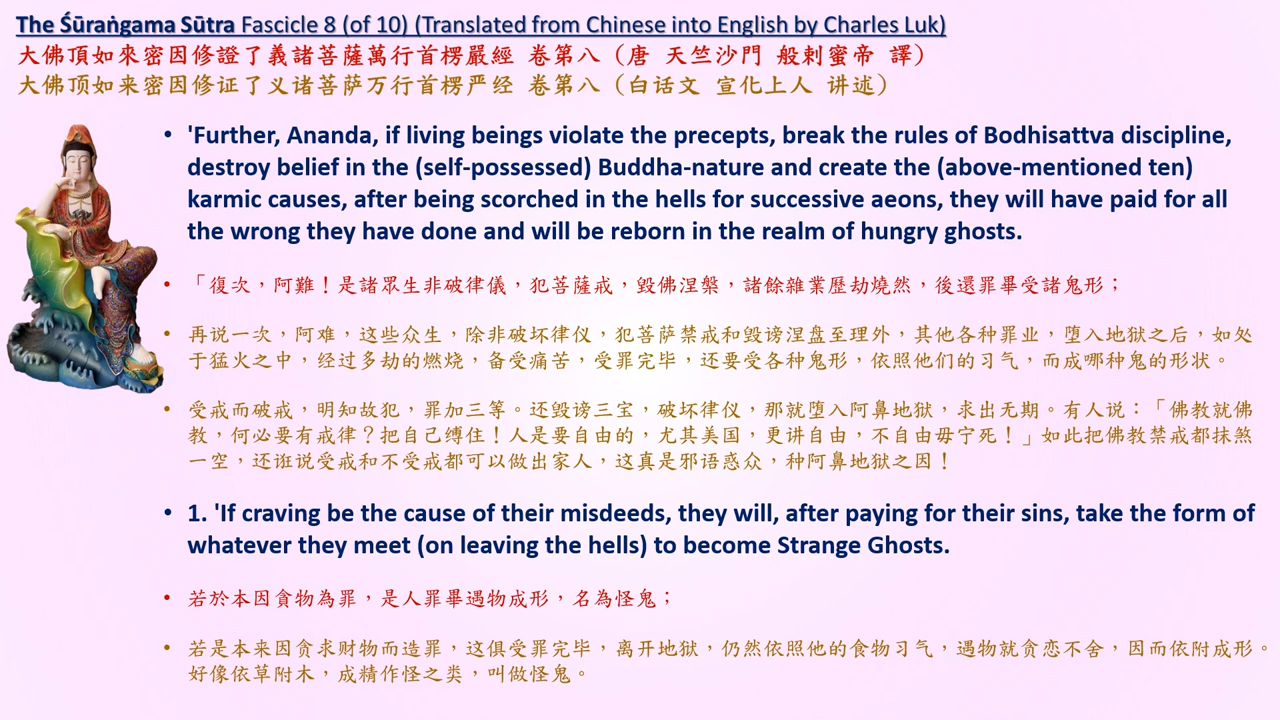 The Śūraṅgama Sūtra Fascicle 8 (of 10) (Translated from Chinese into English by Charles Luk)
大佛頂如來密因修證了義諸菩薩萬行首楞嚴經 卷第八（唐 天竺沙門 般剌蜜帝 譯）
大佛顶如来密因修证了义诸菩萨万行首楞严经 卷第八（白话文 宣化上人 讲述）
• 'Further, Ananda, if living beings violate the precepts, break the rules of Bodhisattva discipline,
destroy belief in the (self-possessed) Buddha-nature and create the (above-mentioned ten)
karmic causes, after being scorched in the hells for successive aeons, they will have paid for all
the wrong they have done and will be reborn in the realm of hungry ghosts.
• 「復次，阿難！是諸眾生非破律儀，犯菩薩戒，毀佛涅槃，諸餘雜業歷劫燒然，後還罪畢受諸鬼形；
• 再说一次，阿难，这些众生，除非破坏律仪，犯菩萨禁戒和毁谤涅盘至理外，其他各种罪业，堕入地獄之后，如处
于猛火之中，经过多劫的燃烧，备受痛苦，受罪完毕，还要受各种鬼形，依照他们的习气，而成哪种鬼的形状。
• 受戒而破戒，明知故犯，罪加三等。还毁谤三宝，破坏律仪，那就堕入阿鼻地獄，求出无期。有人说：「佛教就佛
教，何必要有戒律？把自己缚住！人是要自由的，尤其美国，更讲自由，不自由毋宁死！」如此把佛教禁戒都抹煞
一空，还诳说受戒和不受戒都可以做出家人，这真是邪语惑众，种阿鼻地獄之因！
• 1. 'If craving be the cause of their misdeeds, they will, after paying for their sins, take the form of
whatever they meet (on leaving the hells) to become Strange Ghosts.
• 若於本因貪物為罪，是人罪畢遇物成形，名為怪鬼；
• 若是本来因贪求财物而造罪，这俱受罪完毕，离开地獄，仍然依照他的食物习气，遇物就贪恋不舍，因而依附成形。
好像依草附木，成精作怪之类，叫做怪鬼。